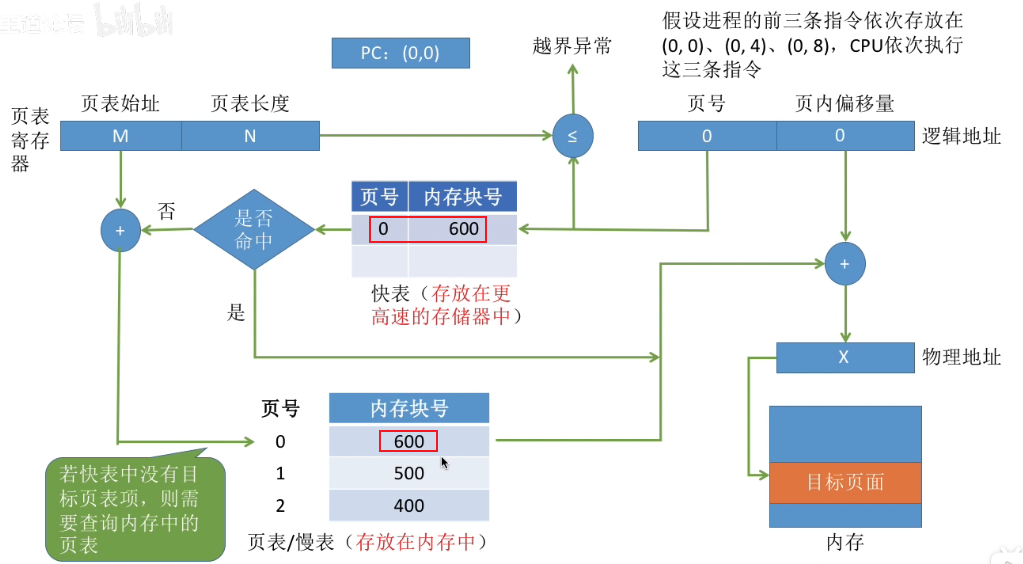 王道论坛 bilibili
PC:(0,0)
越界异常
假设进程的前三条指令依次存放在
(0, 0)、(0, 4)、(0, 8),CPU依次执行
这三条指令
页表
寄存
器
页表始址
页表长度
M
N
≤
页号
页内偏移量
0
0
逻辑地址
页号
内存块号
0
600
是否
命中
否
+
快表(存放在更
高速的存储器中)
是
+
X
物理地址
页号
内存块号
0
600
1
500
2
400
页表/慢表(存放在内存中)
若快表中没有目
标页表项,则需
要查询内存中的
页表
目标页面
内存